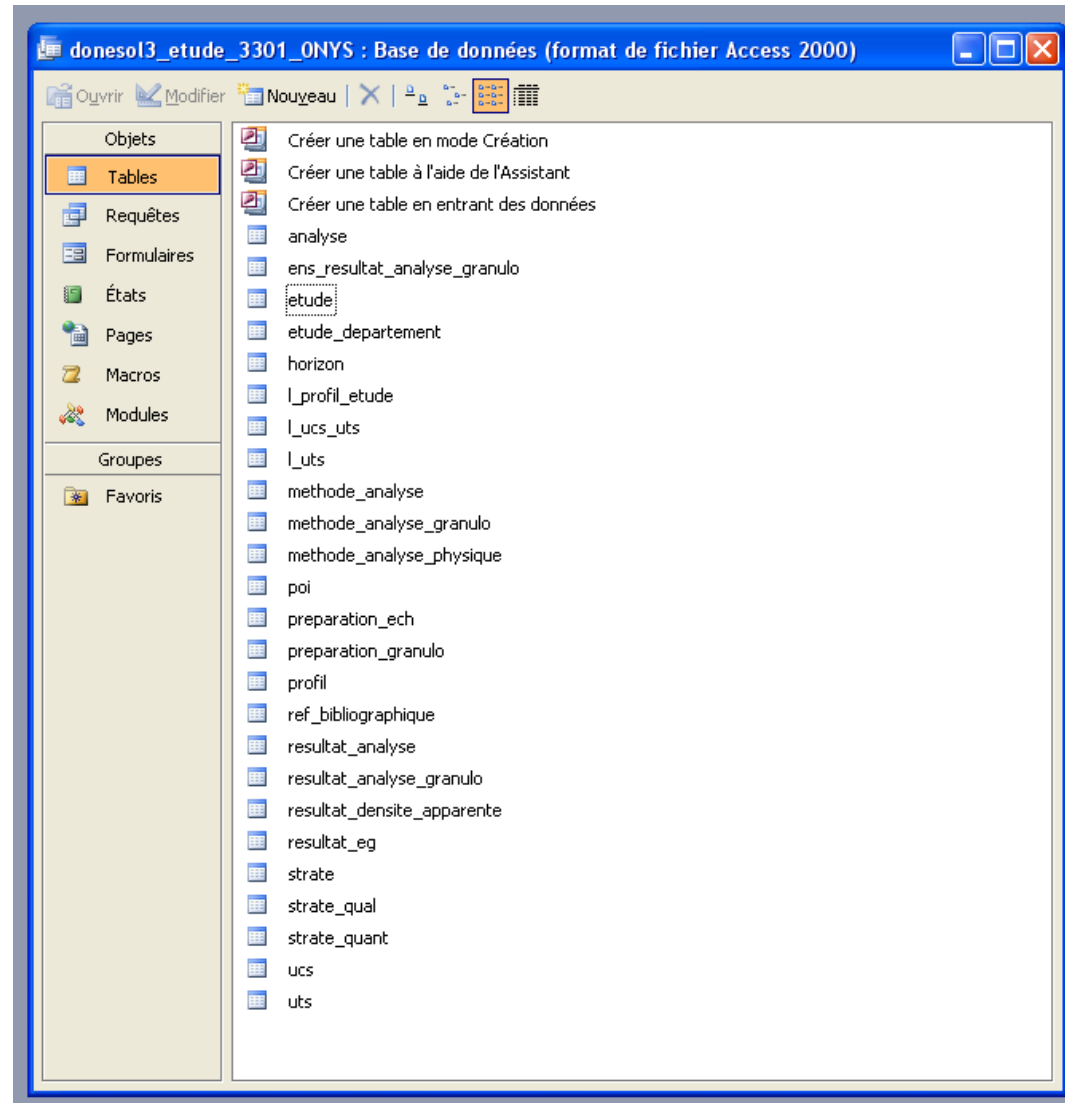 donesol3_etude_3301_0NYS : Base de données (format de fichier Access 2000)
Ouvrir Modifier Nouveau
Objets
Tables
Requêtes
Formulaires
États
Pages
Macros
Modules
Groupes
Favoris
Créer une table en mode Création
Créer une table à l'aide de l'Assistant
Créer une table en entrant des données
analyse
ens_resultat_analyse_granulo
etude
etude_departement
horizon
l_profil_etude
l_ucs_uts
l_uts
methode_analyse
methode_analyse_granulo
methode_analyse_physique
poi
preparation_ech
preparation_granulo
profil
ref_bibliographique
resultat_analyse
resultat_analyse_granulo
resultat_densite_apparente
resultat_eg
strate
strate_qual
strate_quant
ucs
uts